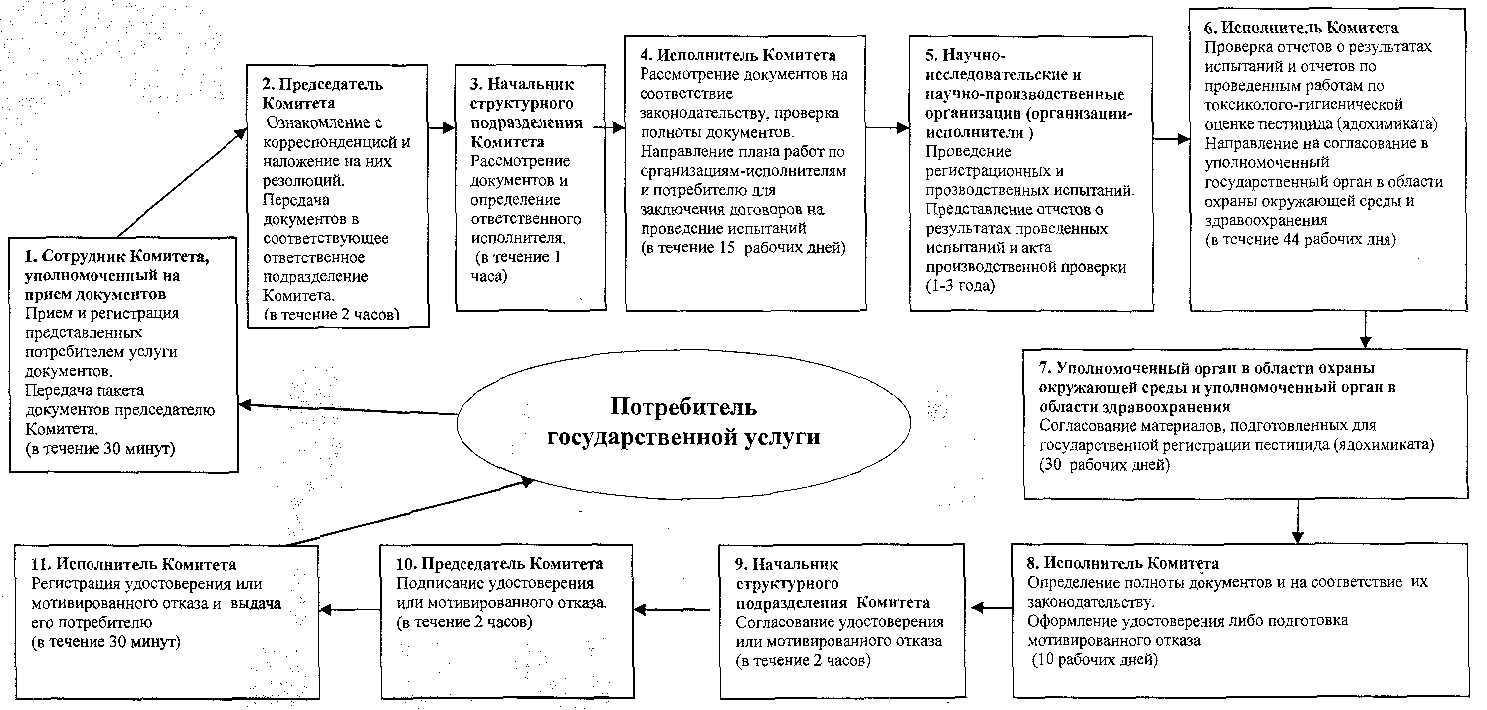 1. Сотрудник Комитета,
уполномоченный на
прием документов
Прием и регистрация
представленных
потребителем услуги
документов.
Передача пакета
документов председателю
Комитета.
(в течение 30 минут)
2. Председатель
Комитета
Ознакомление с
корреспонденцией и
наложение на них
резолюций.
Передача
документов в
соответствующее
ответственное
подразделение
Комитета.
(в течение 2 часов)
3. Начальник
структурного
подразделения
Комитета
Рассмотрение
документов и
определение
ответственного
исполнителя.
(в течение 1
часа)
4. Исполнитель Комитета
Рассмотрение документов на
соответствие
законодательству, проверка
полноты документов.
Направление плана работ по
организациям-исполнителям
и потребителю для
заключения договоров на
проведение испытаний
(в течение 15 рабочих дней)
5. Научно-
исследовательские и
научно-производственные
организации (организации-
исполнители )
Проведение
регистрационных и
прозводственных испытаний.
Представление отчетов о
результатах проведенных
испытаний и акта
производственной проверки
(1-3 года)
6. Исполнитель Комитета
Проверка отчетов о результатах
испытаний и отчетов по
проведенным работам по
токсиколого-гигиенической
оценке пестицида (ядохимиката)
Направление на согласование в
уполномоченный
государственный орган в области
охраны окружающей среды и
здравоохранения
(в течение 44 рабочих дня)
7. Уполномоченный орган в области охраны
окружающей среды и уполномоченный орган в
области здравоохранения
Согласование материалов, подготовленных для
государственной регистрации пестицида (ядохимиката)
(30 рабочих дней)
Потребитель
государственной услуги
8. Исполнитель Комитета
Определение полноты документов и на соответствие их
законодательству.
Оформление удостоверения либо подготовка
мотивированного отказа
(10 рабочих дней)
9. Начальник
структурного
подразделения Комитета
Согласование удостоверения
или мотивированного отказа
(в течение 2 часов)
10. Председатель Комитета
Подписание удостоверения
или мотивированного отказа.
(в течение 2 часов)
11. Исполнитель Комитета
Регистрация удостоверения или
мотивированного отказа и выдача
его потребителю
(в течение 30 минут)